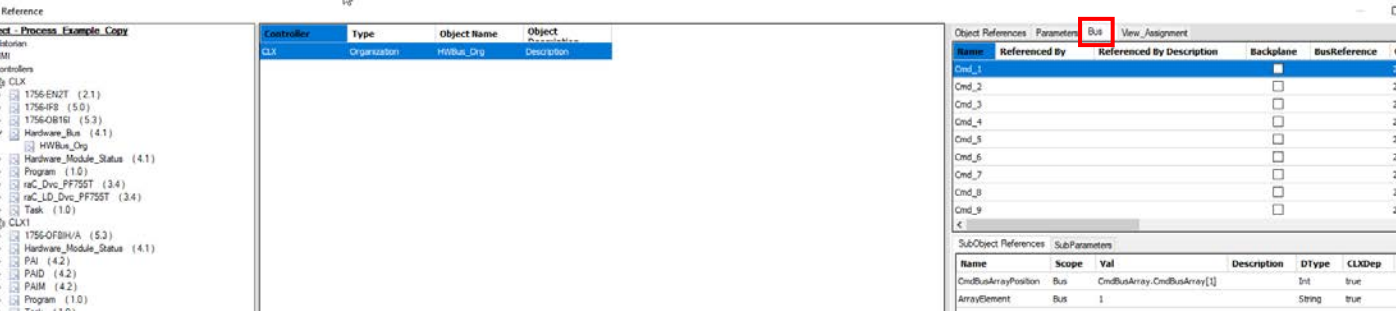 Reference
ect - Process_Example_Copy
istorian
MI
ontrollers
CLX
1756-EN2T (2.1)
1756-IF8 (5.0)
1756-OB16I (5.3)
Hardware_Bus (4.1)
HWBus_Org
Hardware_Module_Status (4.1)
Program (1.0)
raC_Dvc_PF755T (3.4)
raC_LD_Dvc_PF755T (3.4)
Task (1.0)
CLX1
1756-OF8IH/A (5.3)
Hardware_Module_Status (4.1)
PAI (4.2)
PAID (4.2)
PAIM (4.2)
Program (1.0)
Controller Type Object Name Object
CLX Organization HWBus_Org Description
Object References Parameters Bus View_Assignment
Name Referenced By Referenced By Description Backplane BusReference
Cmd_1
Cmd_2
Cmd_3
Cmd_4
Cmd_5
Cmd_6
Cmd_7
Cmd_8
Cmd_9
<
SubObject References SubParameters
Name Scope Val Description DType CLXDep
CmdBusArrayPosition Bus CmdBusArray.CmdBusArray[1] Int true
ArrayElement Bus 1 String true